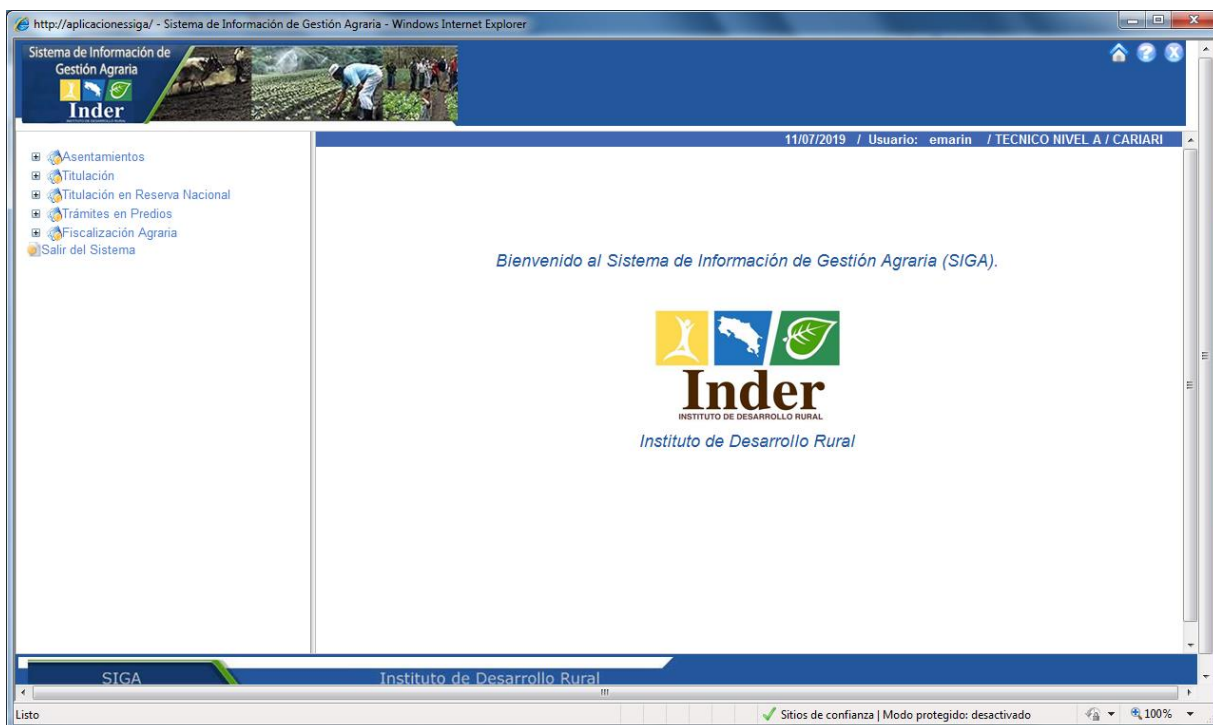 http://aplicacionessiga/ - Sistema de Información de Gestión Agraria - Windows Internet Explorer
Sistema de Información de
Gestión Agraria
Inder
11/07/2019 / Usuario: emarin / TECNICO NIVEL A / CARIARI
Asentamientos
Titulación
Titulación en Reserva Nacional
Trámites en Predios
Fiscalización Agraria
Salir del Sistema
Bienvenido al Sistema de Información de Gestión Agraria (SIGA).
Inder
INSTITUTO DE DESARROLLO RURAL
Instituto de Desarrollo Rural
SIGA Instituto de Desarrollo Rural
Listo Sitios de confianza | Modo protegido: desactivado 100%